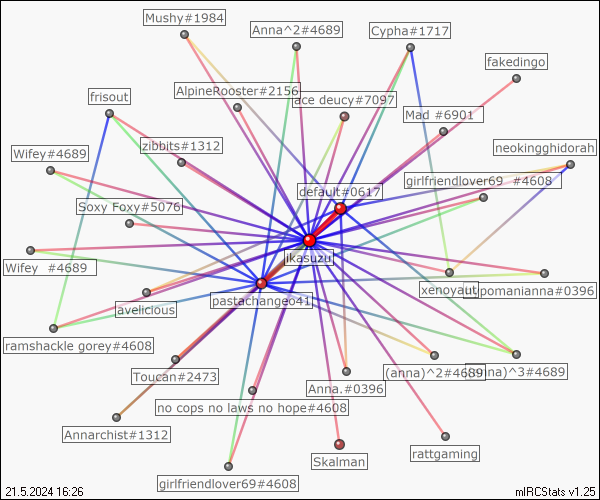 Mushy#1984
Anna^2#4689
Cypha#1717
fakedingo
AlpineRooster#2156
frisout
ace deucy#7097
Mad #6901
zibbits#1312
neokingghidorah
Wifey#4689
default#0617
girlfriendlover69 #4608
Soxy Foxy#5076
ikasuzu
Wifey #4689
xenoyaut
pomanianna#0396
avelicious
pastachangeo41
ramshackle gorey#4608
Toucan#2473
(anna)^2#4689
)^3#4689
Anna.#0396
no cops no laws no hope#4608
Annarchist#1312
Skalman
rattgaming
girlfriendlover69#4608
21.5.2024 16:26
mIRCStats v1.25